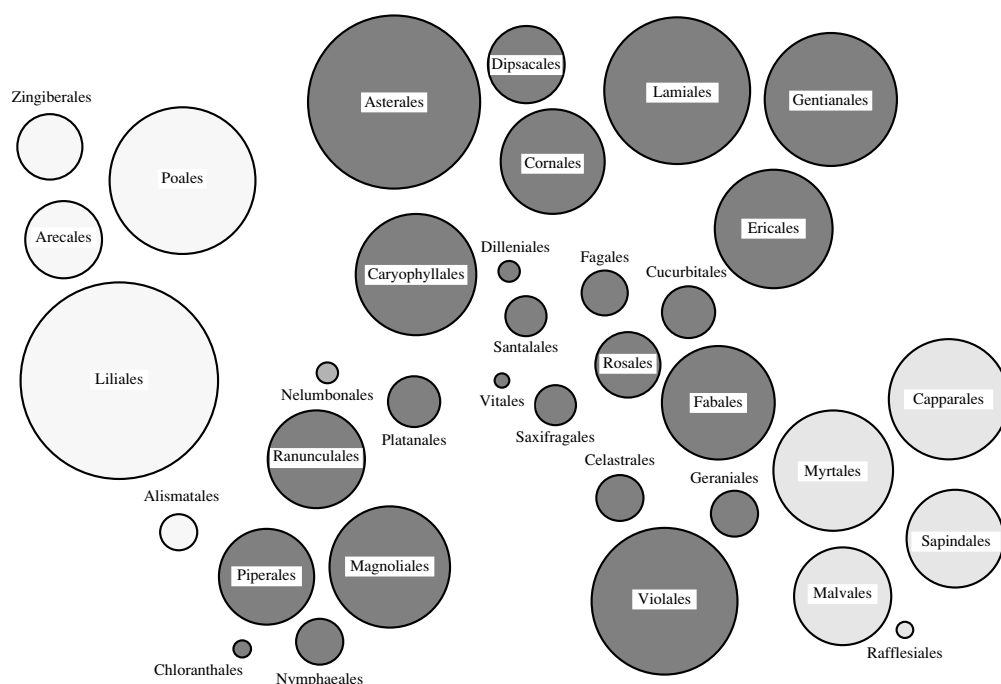 Zingiberales
Poales
Arecales
Liliales
Alismatales
Asterales
Dipsacales
Cornales
Lamiales
Gentianales
Ericales
Caryophyllales
Dilleniales
Santalales
Fagales
Cucurbitales
Rosales
Nelumbonales
Platanales
Vitales
Saxifragales
Fabales
Capparales
Ranunculales
Celastrales
Geraniales
Myrtales
Sapindales
Piperales
Magnoliales
Violales
Malvales
Rafflesiales
Chloranthales
Nymphaeales